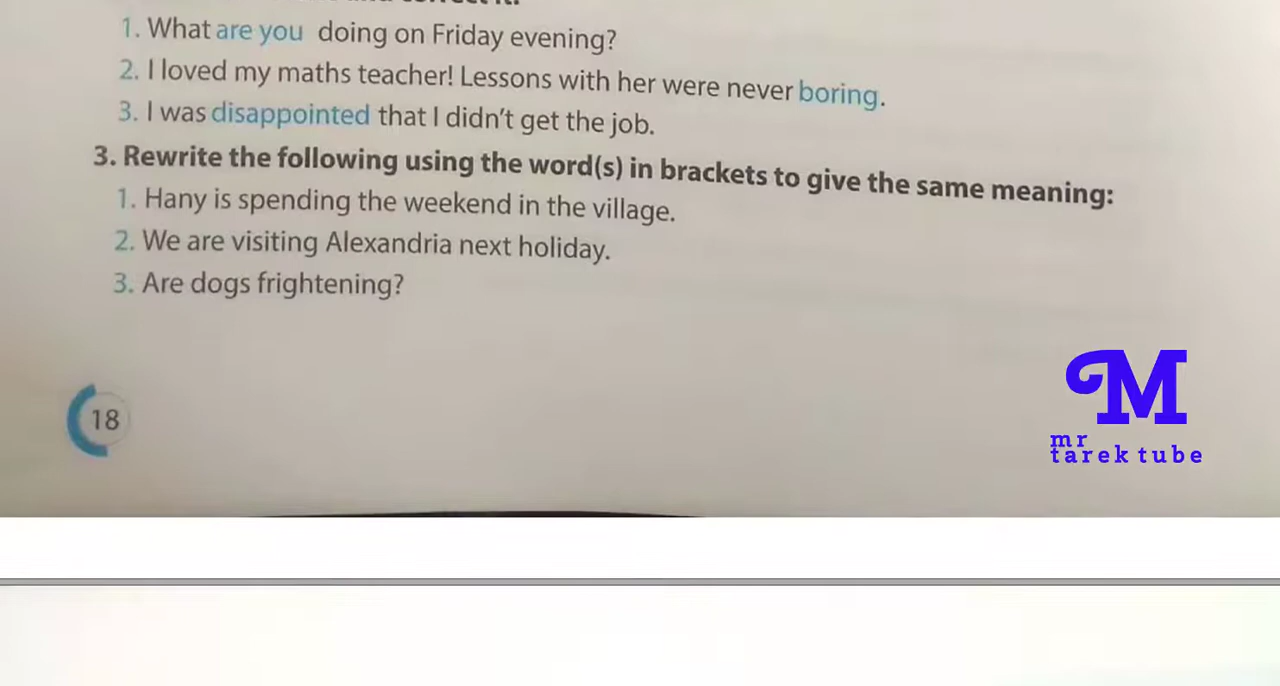 1. What are you doing on Friday evening?
2. I loved my maths teacher! Lessons with her were never boring.
3. I was disappointed that I didn't get the job.
3. Rewrite the following using the word(s) in brackets to give the same meaning:
1. Hany is spending the weekend in the village.
2. We are visiting Alexandria next holiday.
3. Are dogs frightening?
18
M
mr
tarek tube